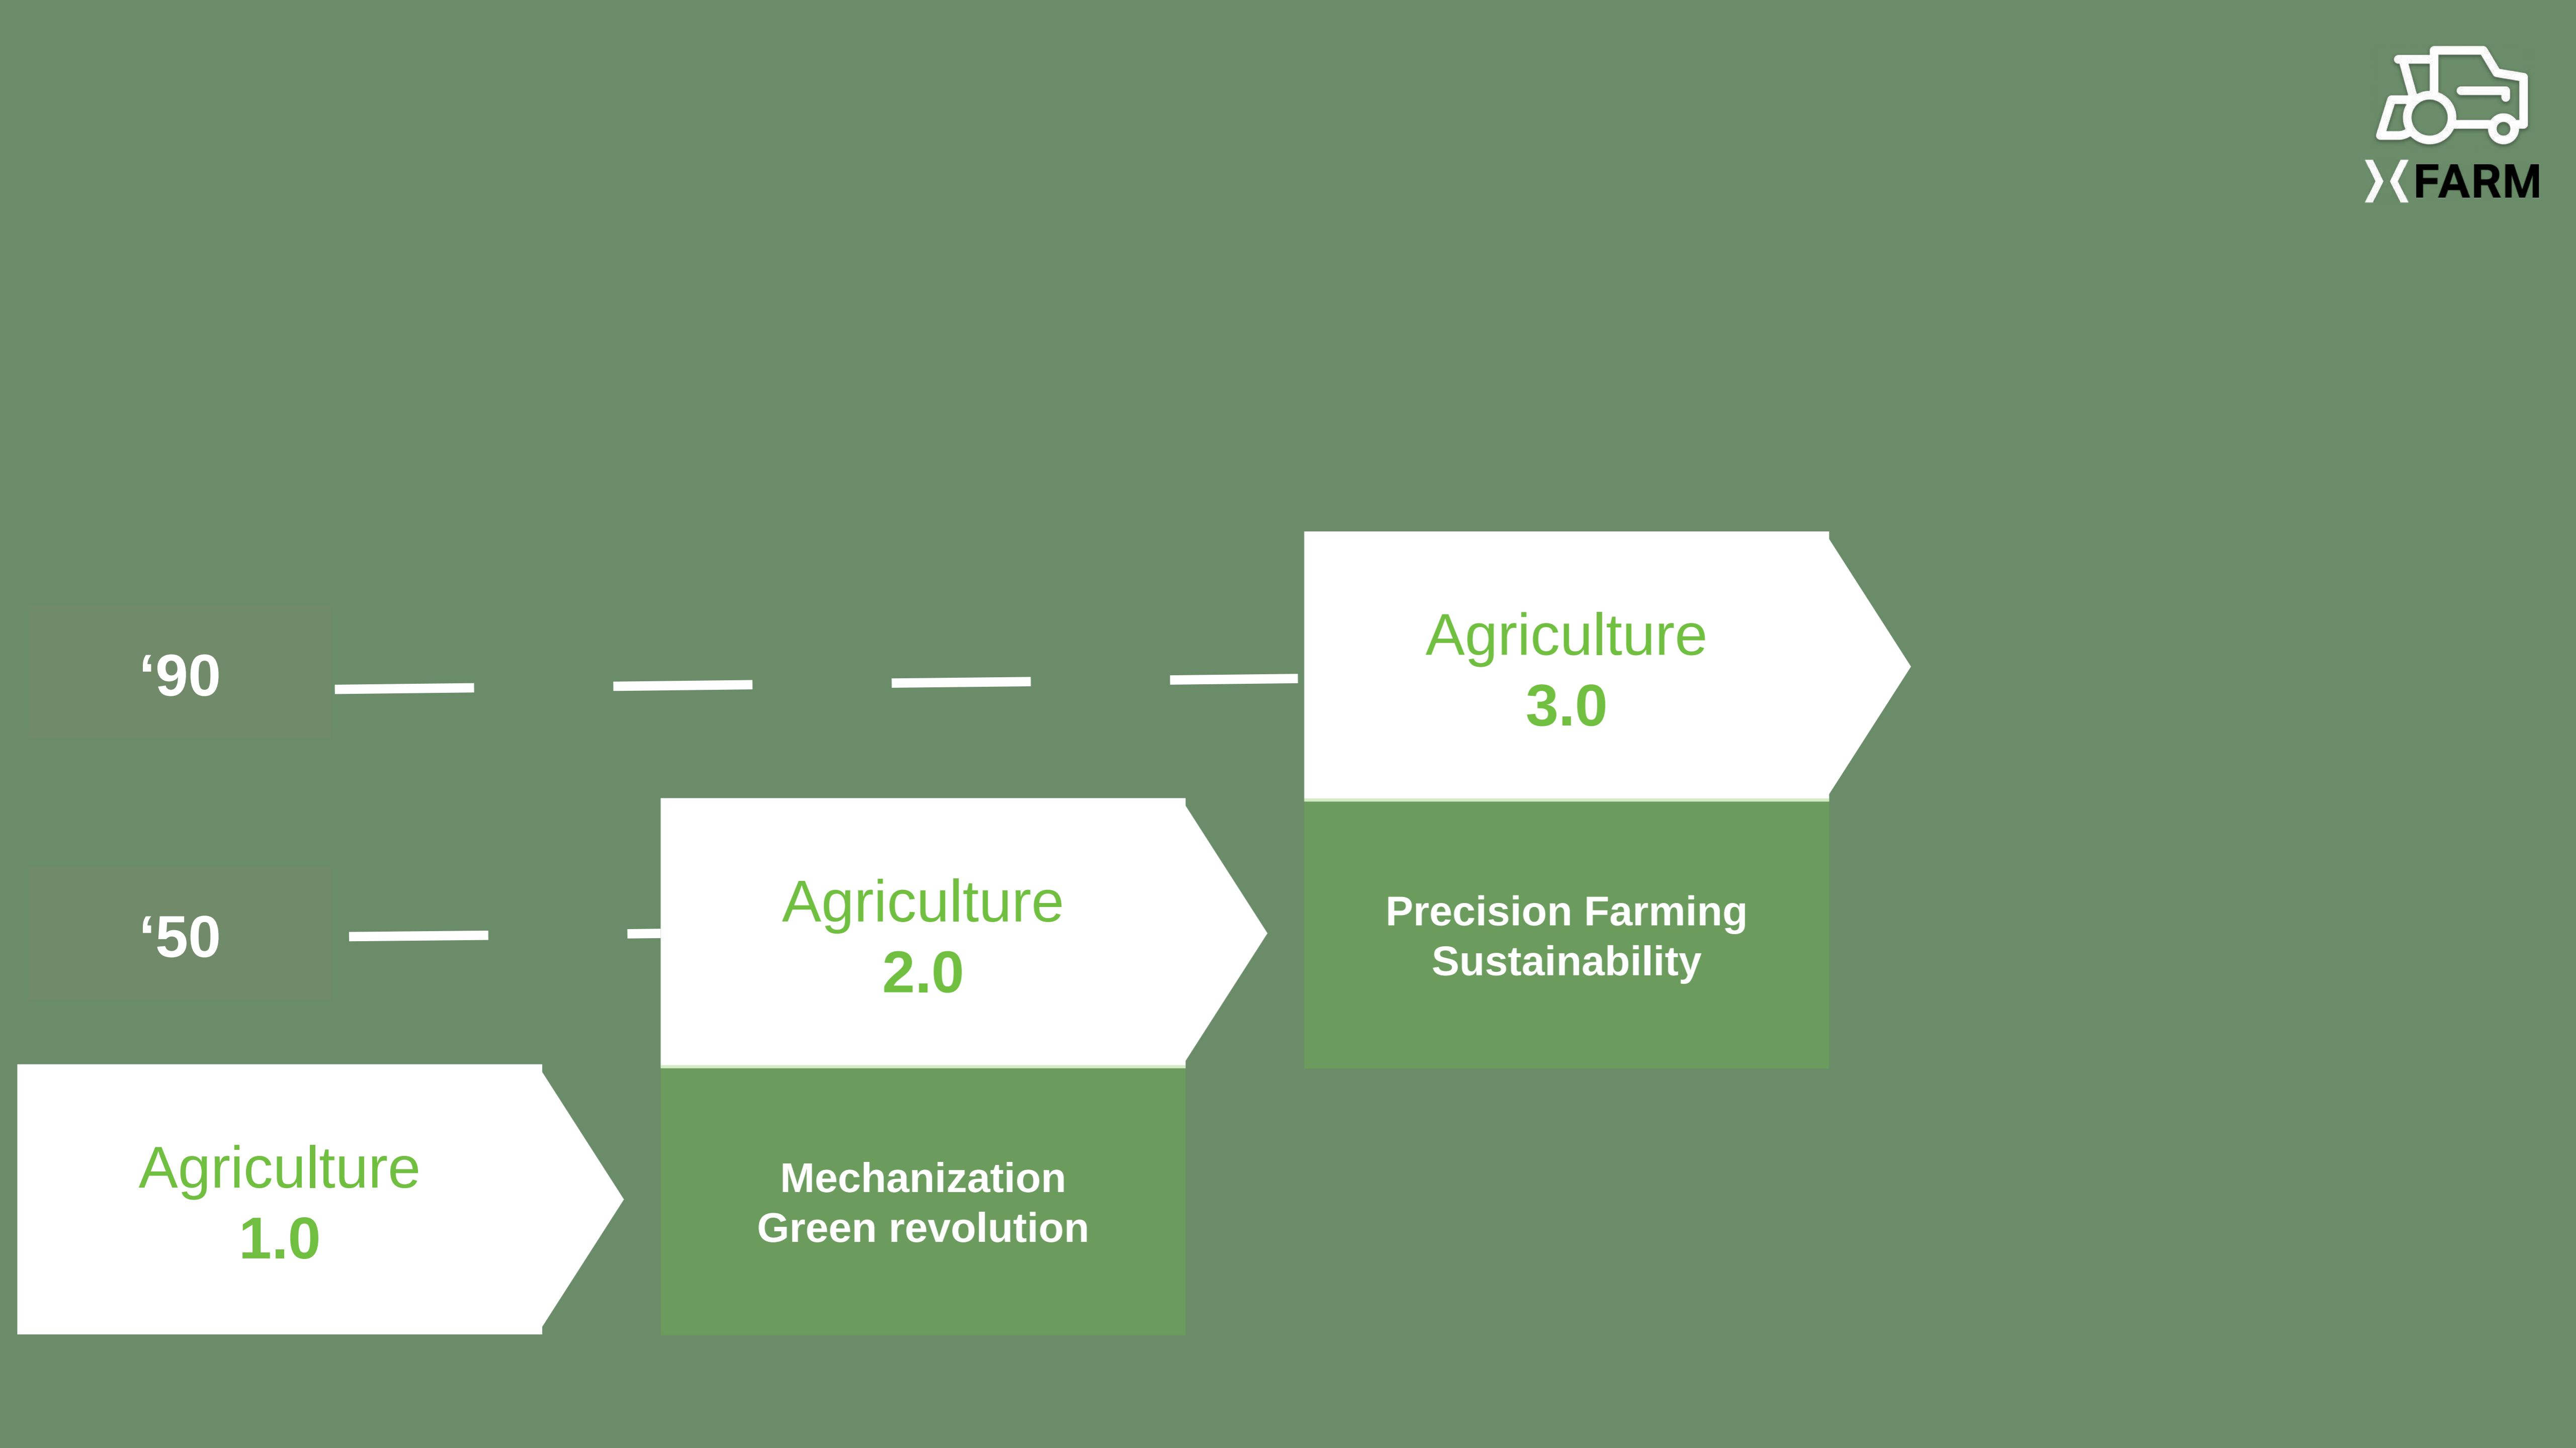 XFARM
‘90
Agriculture
3.0
Precision Farming
Sustainability
‘50
Agriculture
2.0
Mechanization
Green revolution
Agriculture
1.0